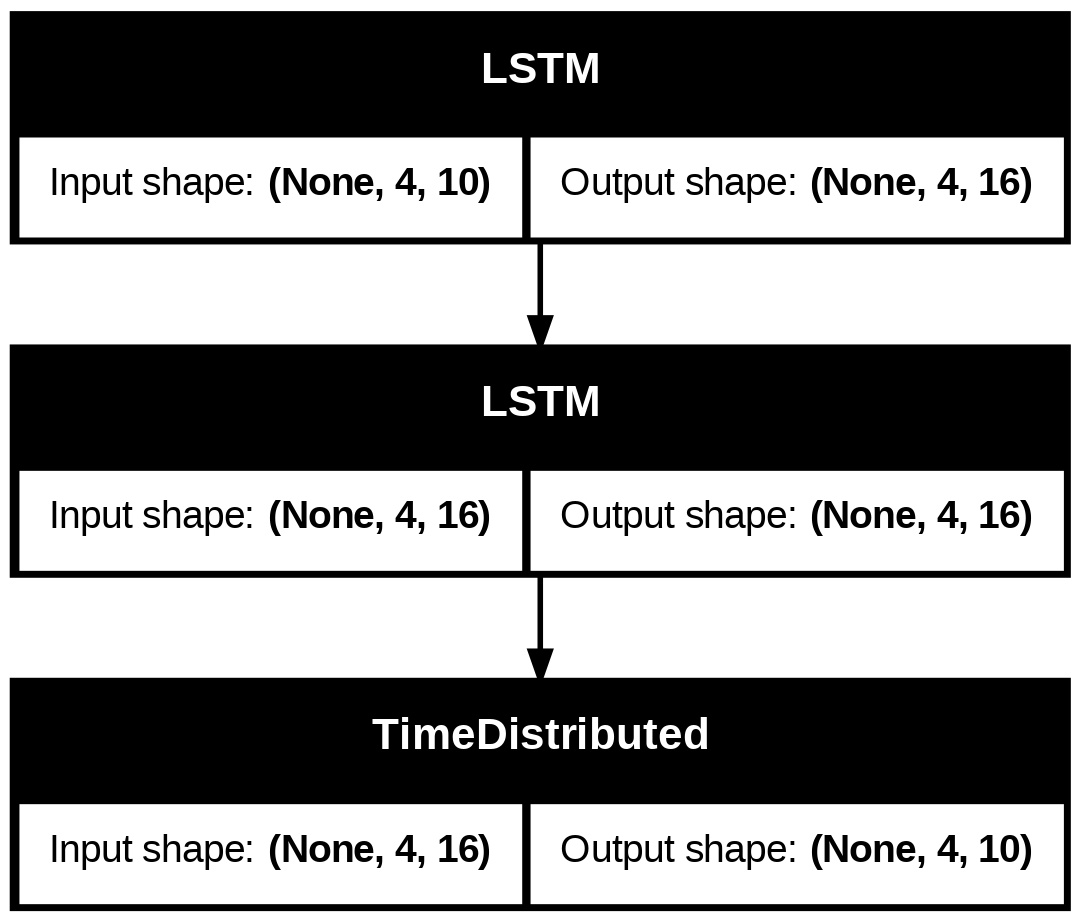 LSTM
Input shape: (None, 4, 10) Output shape: (None, 4, 16)
LSTM
Input shape: (None, 4, 16) Output shape: (None, 4, 16)
TimeDistributed
Input shape: (None, 4, 16) Output shape: (None, 4, 10)